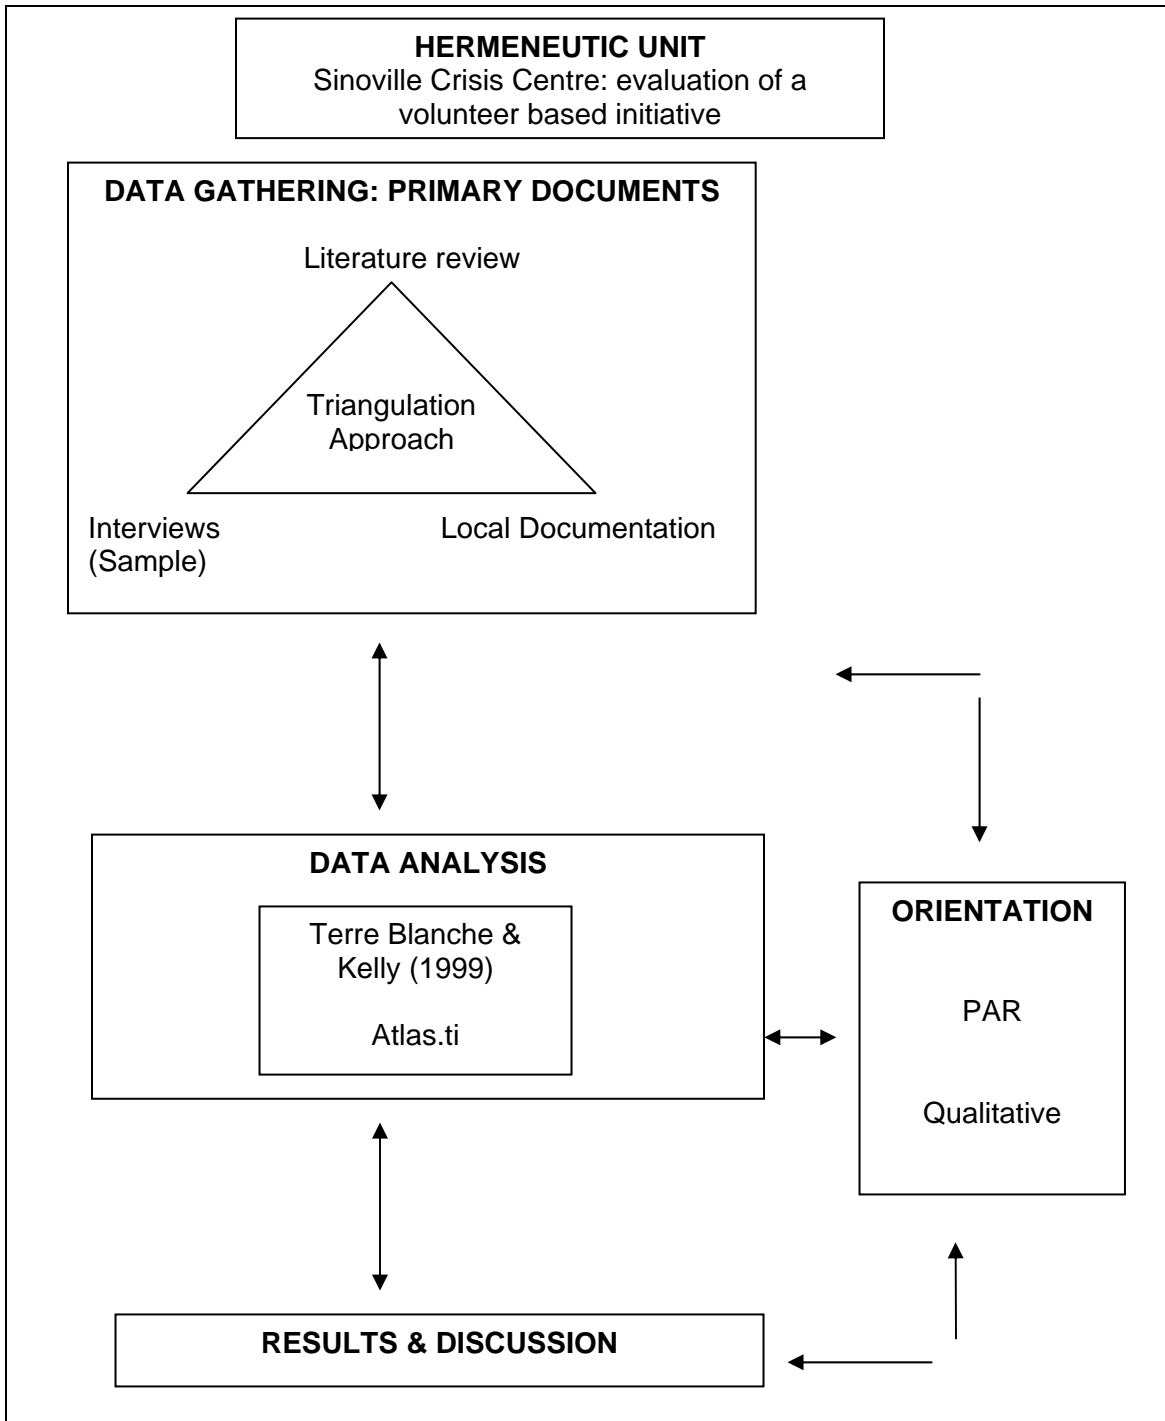 HERMENEUTIC UNIT
Sinoville Crisis Centre: evaluation of a
volunteer based initiative
DATA GATHERING: PRIMARY DOCUMENTS
Literature review
Triangulation
Approach
Interviews
(Sample)
Local Documentation
DATA ANALYSIS
Terre Blanche &
Kelly (1999)
Atlas.ti
ORIENTATION
PAR
Qualitative
RESULTS & DISCUSSION